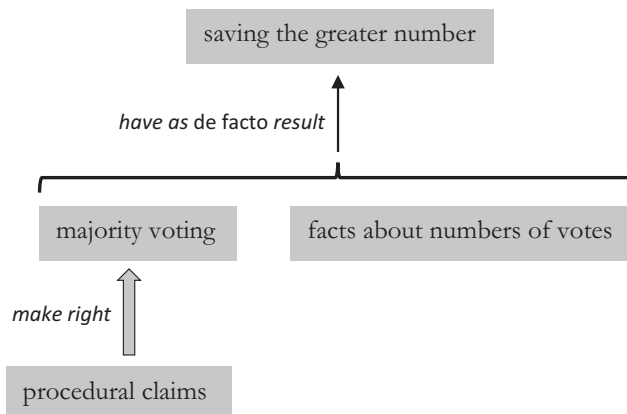 saving the greater number
have as de facto result
majority voting
facts about numbers of votes
make right
procedural claims